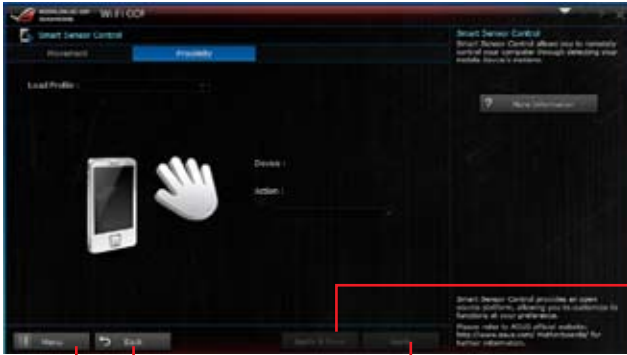 Wi-Fi GO!
Smart Sensor Control
Movement
Proximity
Load Profile :
Device :
Action :
Menu
Back
Apply
Smart Sensor Control
Smart Sensor Control allows you to remotely
control your computer through detecting your
mobile device's motions.
? More Information
Smart Sensor Control provides an open
source platform, allowing you to customize its
functions at your preference.
Please refer to ASUS official website:
http://www.asus.com/ Motherboards/ for
further information.